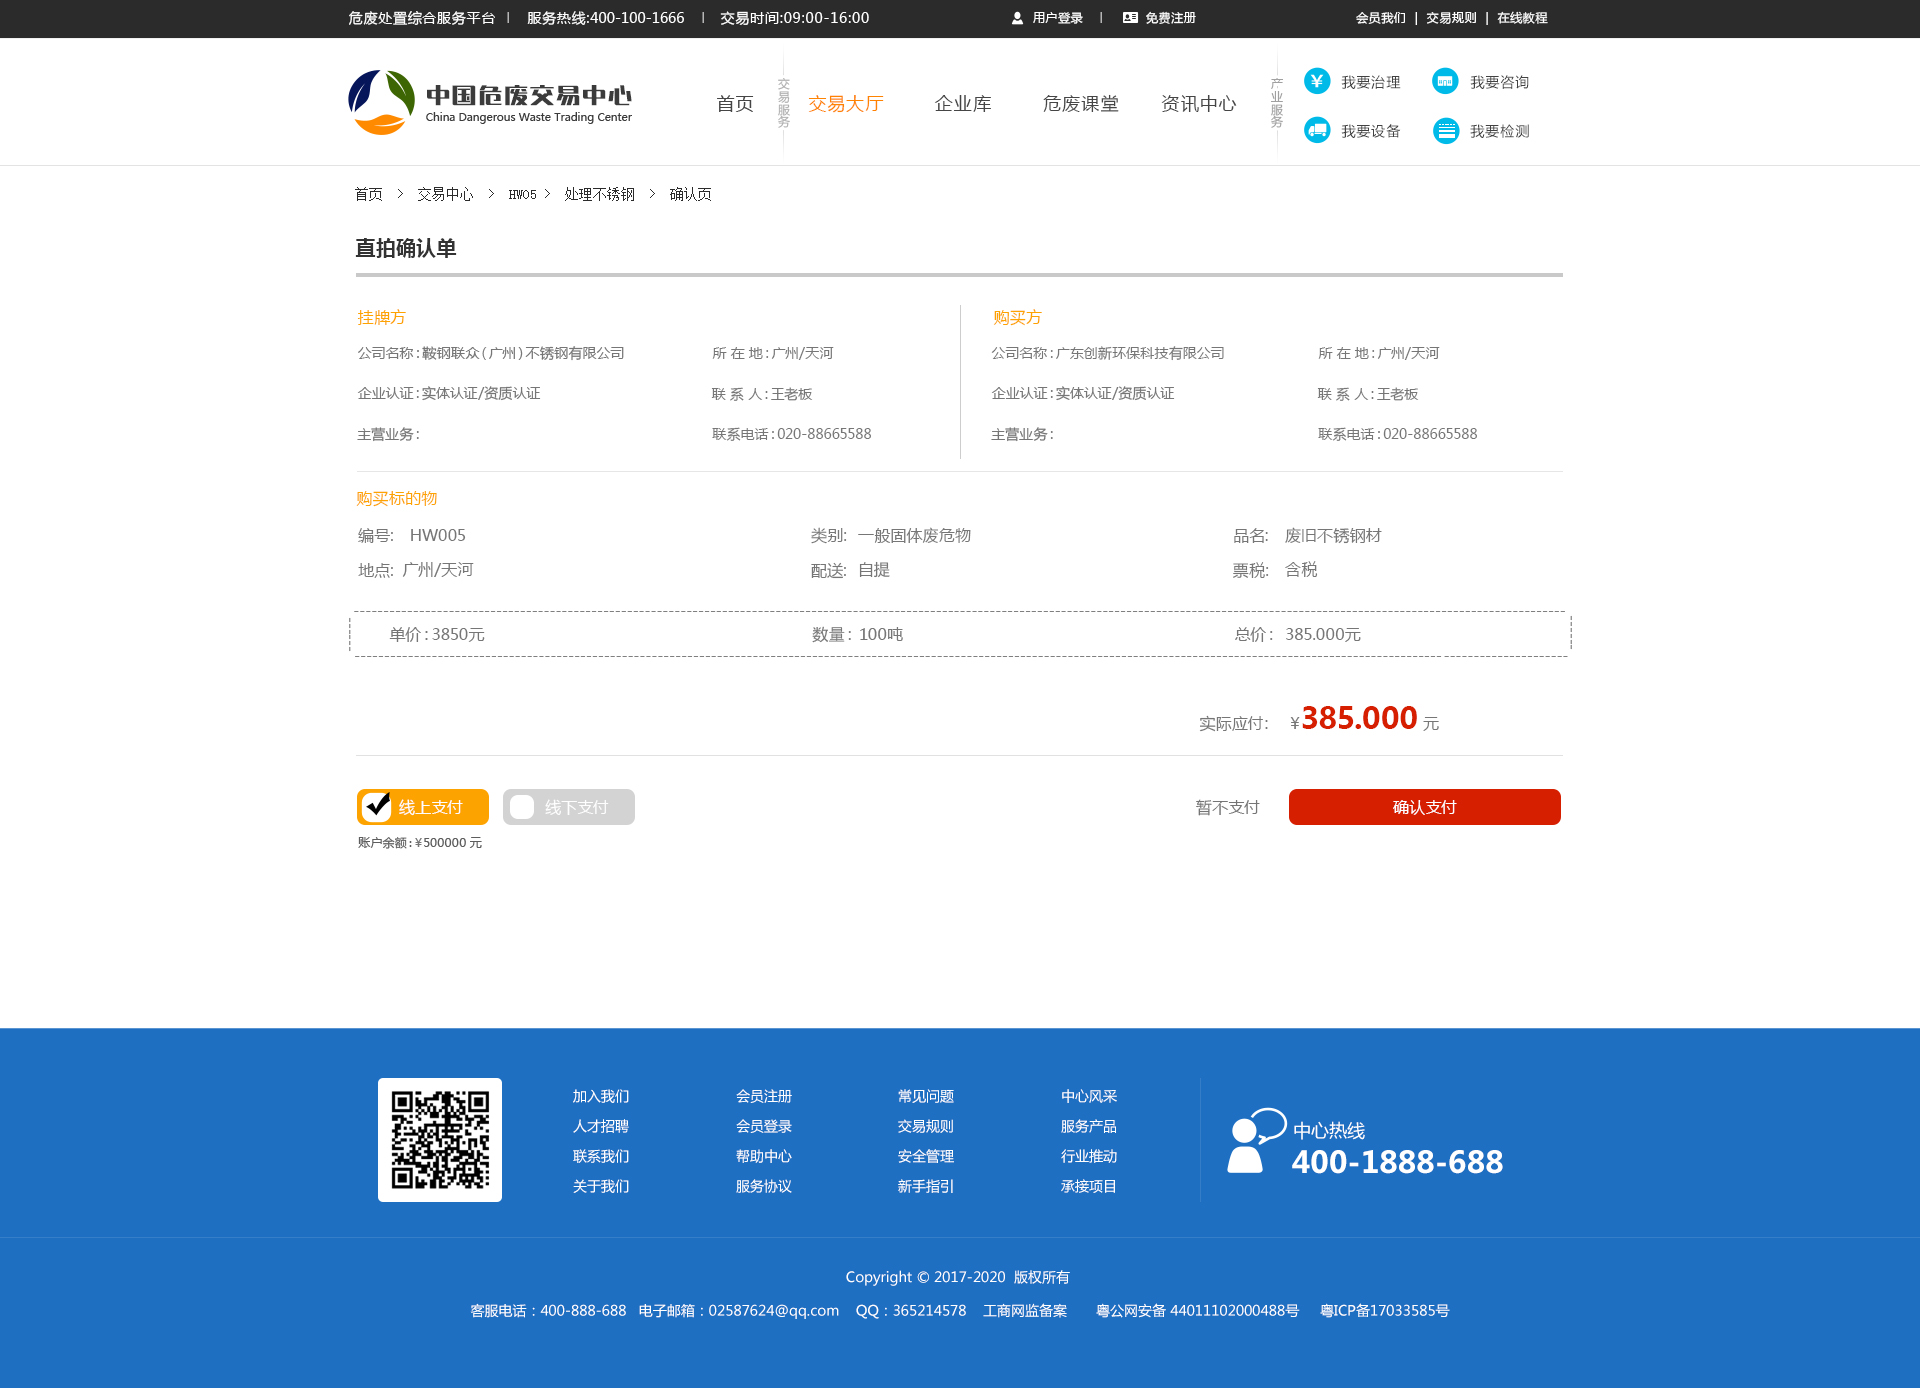 危废处置综合服务平台 | 服务热线:400-100-1666 | 交易时间:09:00-16:00 用户登录 | 免费注册 会员我们 | 交易规则 | 在线教程
中国危废交易中心
China Dangerous Waste Trading Center
首页 交易服务 交易大厅 企业库 危废课堂 资讯中心 产业服务
¥ 我要治理 我要咨询
我要设备 我要检测
首页 > 交易中心 > HW05 > 处理不锈钢 > 确认页
直拍确认单
挂牌方 购买方
公司名称:鞍钢联众(广州)不锈钢有限公司 所 在 地:广州/天河 公司名称:广东创新环保科技有限公司 所 在 地:广州/天河
企业认证:实体认证/资质认证 联 系 人:王老板 企业认证:实体认证/资质认证 联 系 人:王老板
主营业务: 联系电话:020-88665588 主营业务: 联系电话:020-88665588
购买标的物
编号: HW005 类别: 一般固体废危物 品名: 废旧不锈钢材
地点: 广州/天河 配送: 自提 票税: 含税
单价:3850元 数量: 100吨 总价: 385.000元
实际应付: ¥385.000 元
线上支付 线下支付 暂不支付 确认支付
账户余额:¥500000 元
加入我们 会员注册 常见问题 中心风采
人才招聘 会员登录 交易规则 服务产品
联系我们 帮助中心 安全管理 行业推动
关于我们 服务协议 新手指引 承接项目
中心热线
400-1888-688
Copyright © 2017-2020 版权所有
客服电话：400-888-688 电子邮箱：02587624@qq.com QQ：365214578 工商网监备案 粤公网安备 44011102000488号 粤ICP备17033585号